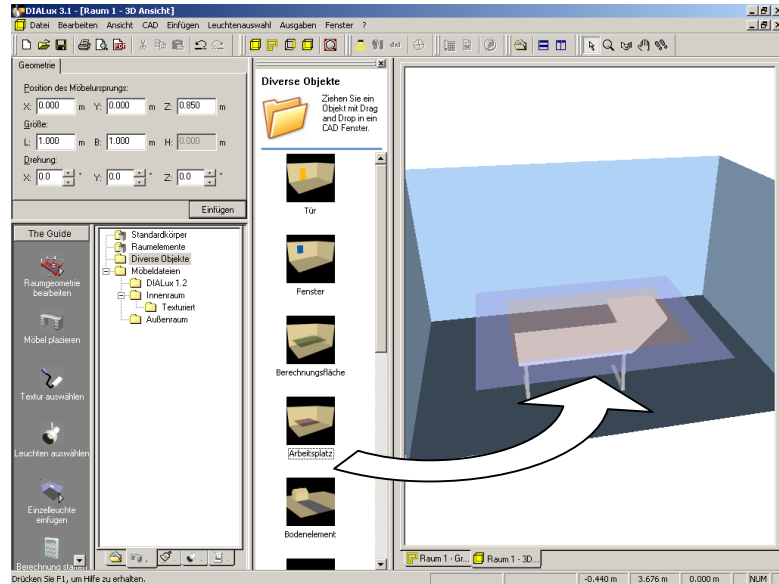 DIALux 3.1 - [Raum 1 - 3D Ansicht]
Datei Bearbeiten Ansicht CAD Einfügen Leuchtenauswahl Ausgaben Fenster ?
dxf
Geometrie
Position des Möbelursprungs:
X: 0.000 m Y: 0.000 m Z: 0.850 m
Größe:
L: 1.000 m B: 1.000 m H: 0.000 m
Drehung:
X: 0.0 ° Y: 0.0 ° Z: 0.0 °
Einfügen
The Guide
Raumgeometrie
bearbeiten
Möbel plazieren
Textur auswählen
Leuchten auswählen
Einzelleuchte
einfügen
Berechnung starten
Standardkörper
Raumelemente
Diverse Objekte
Möbeldateien
DIALux 1.2
Innenraum
Texturiert
Außenraum
Diverse Objekte
Ziehen Sie ein
Objekt mit Drag
and Drop in ein
CAD Fenster.
Tür
Fenster
Berechnungsfläche
Arbeitsplatz
Bodenelement
Raum 1 - Gr...
Raum 1 - 3D...
Drücken Sie F1, um Hilfe zu erhalten.
-0.440 m 3.676 m 0.000 m NUM